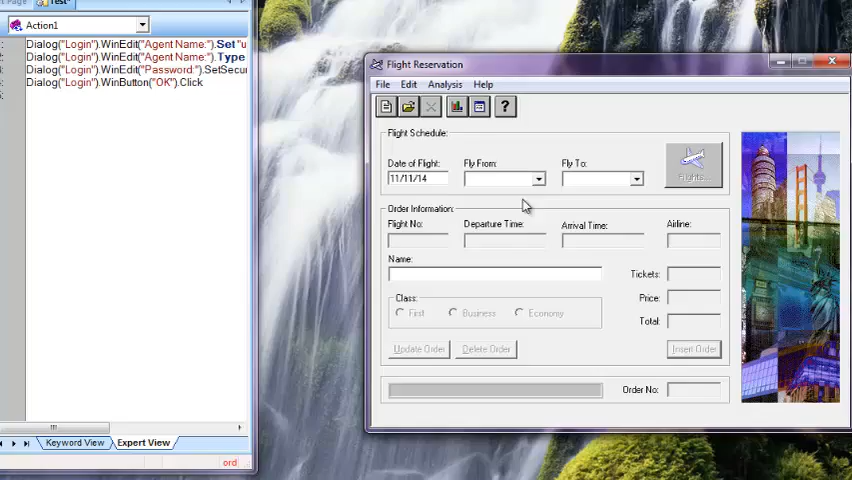 Test*
Action1
Dialog("Login").WinEdit("Agent Name:").Set "u
Dialog("Login").WinEdit("Agent Name:").Type
Dialog("Login").WinEdit("Password:").SetSecur
Dialog("Login").WinButton("OK").Click
Keyword View Expert View
ord
Flight Reservation
File Edit Analysis Help
?
Flight Schedule:
Date of Flight: Fly From: Fly To:
11/11/14
Flights...
Order Information:
Flight No: Departure Time: Arrival Time: Airline:
Name:
Tickets:
Class:
Price:
First Business Economy
Total:
Update Order Delete Order Insert Order
Order No: